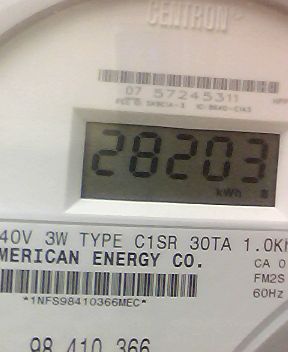 CENTRON
07 57245311
28203
kWh
40V 3W TYPE C1SR 30TA 1.0Kh
MERICAN ENERGY CO.
CA 0
FM2S
60Hz
*1NFS98410366MEC*
98 410 366